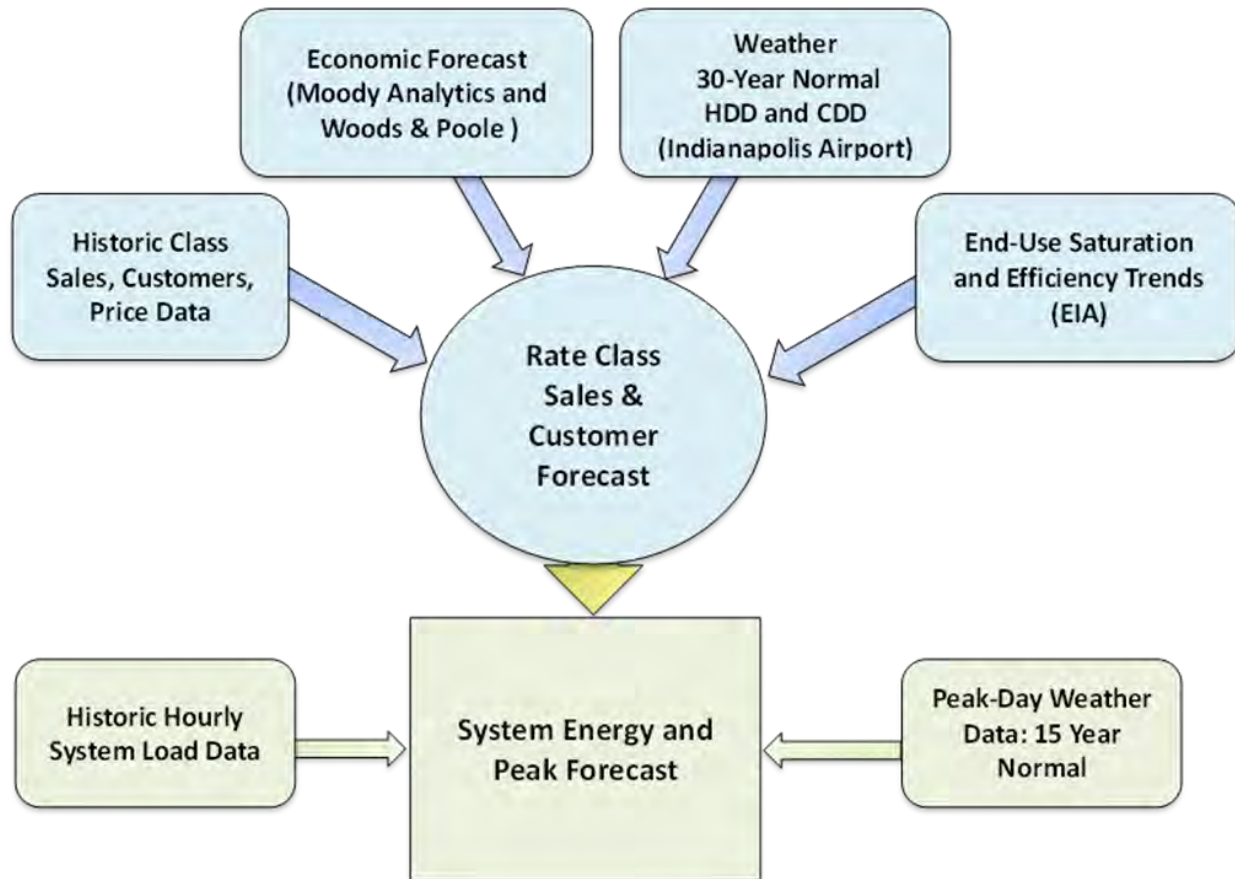 Economic Forecast
(Moody Analytics and
Woods & Poole )
Weather
30-Year Normal
HDD and CDD
(Indianapolis Airport)
Historic Class
Sales, Customers,
Price Data
End-Use Saturation
and Efficiency Trends
(EIA)
Rate Class
Sales &
Customer
Forecast
Historic Hourly
System Load Data
System Energy and
Peak Forecast
Peak-Day Weather
Data: 15 Year
Normal